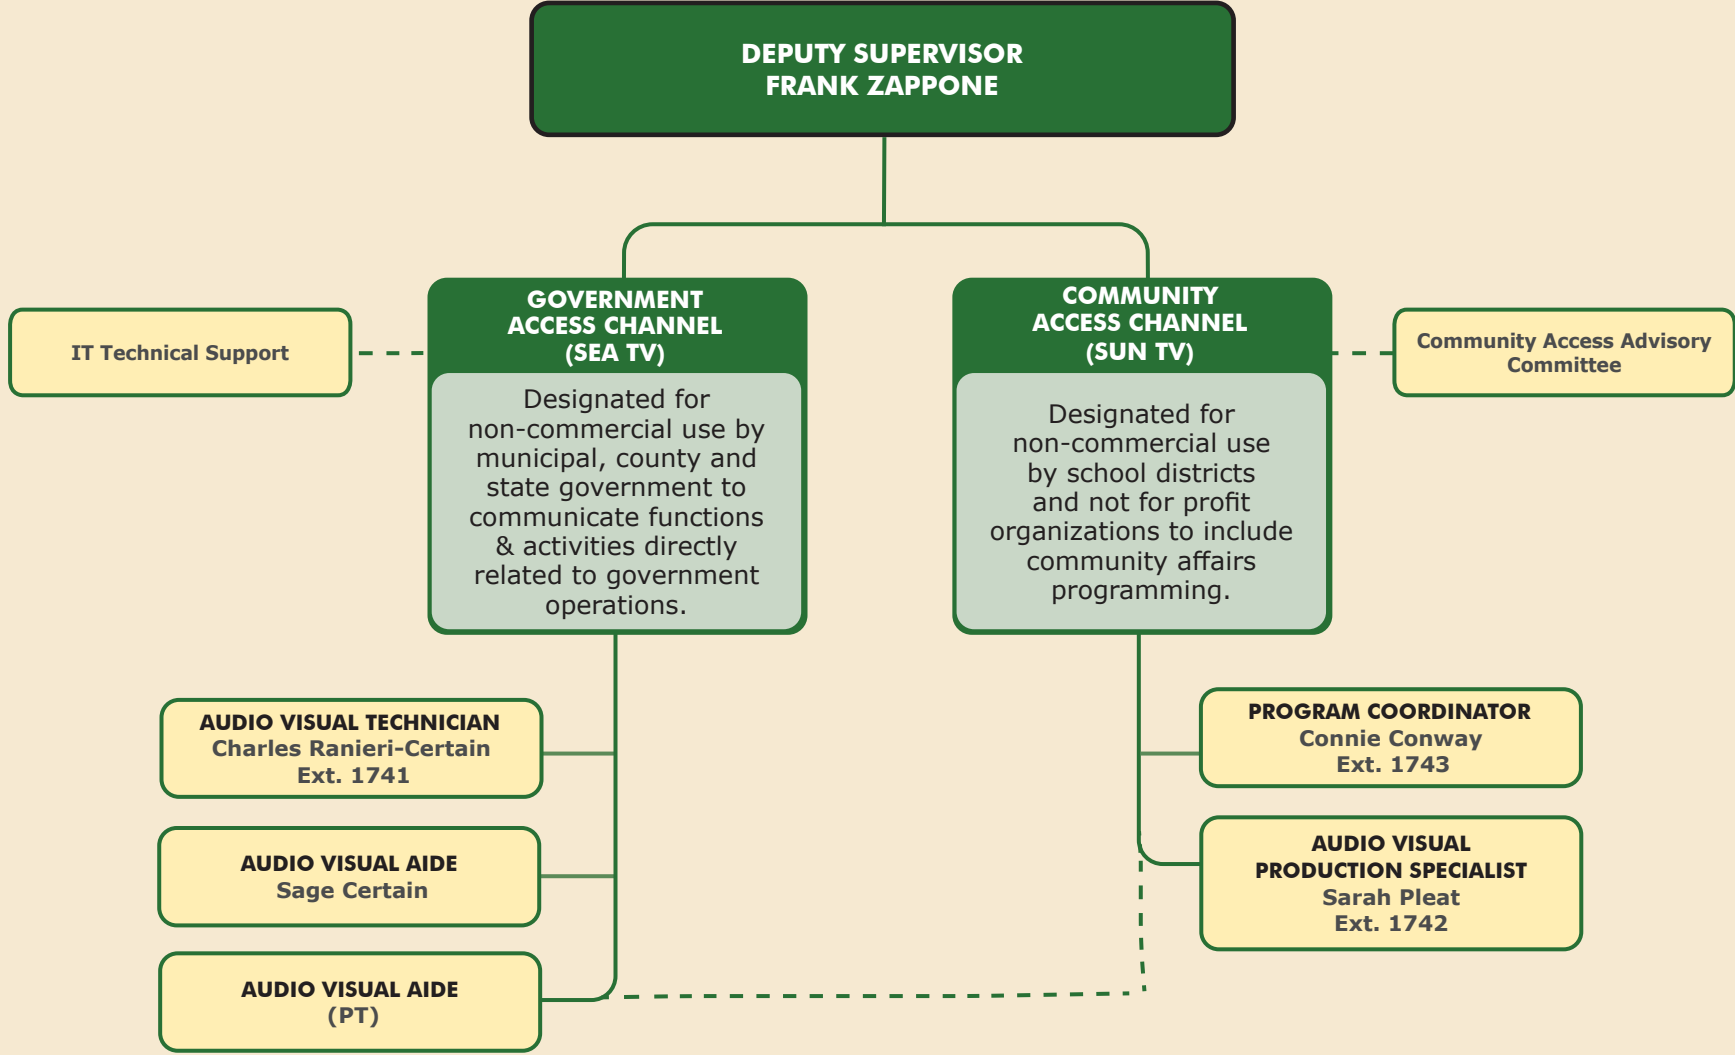 DEPUTY SUPERVISOR
FRANK ZAPPONE
GOVERNMENT
ACCESS CHANNEL
(SEA TV)
Designated for
non-commercial use by
municipal, county and
state government to
communicate functions
& activities directly
related to government
operations.
COMMUNITY
ACCESS CHANNEL
(SUN TV)
Designated for
non-commercial use
by school districts
and not for profit
organizations to include
community affairs
programming.
IT Technical Support
Community Access Advisory
Committee
AUDIO VISUAL TECHNICIAN
Charles Ranieri-Certain
Ext. 1741
AUDIO VISUAL AIDE
Sage Certain
AUDIO VISUAL AIDE
(PT)
PROGRAM COORDINATOR
Connie Conway
Ext. 1743
AUDIO VISUAL
PRODUCTION SPECIALIST
Sarah Pleat
Ext. 1742